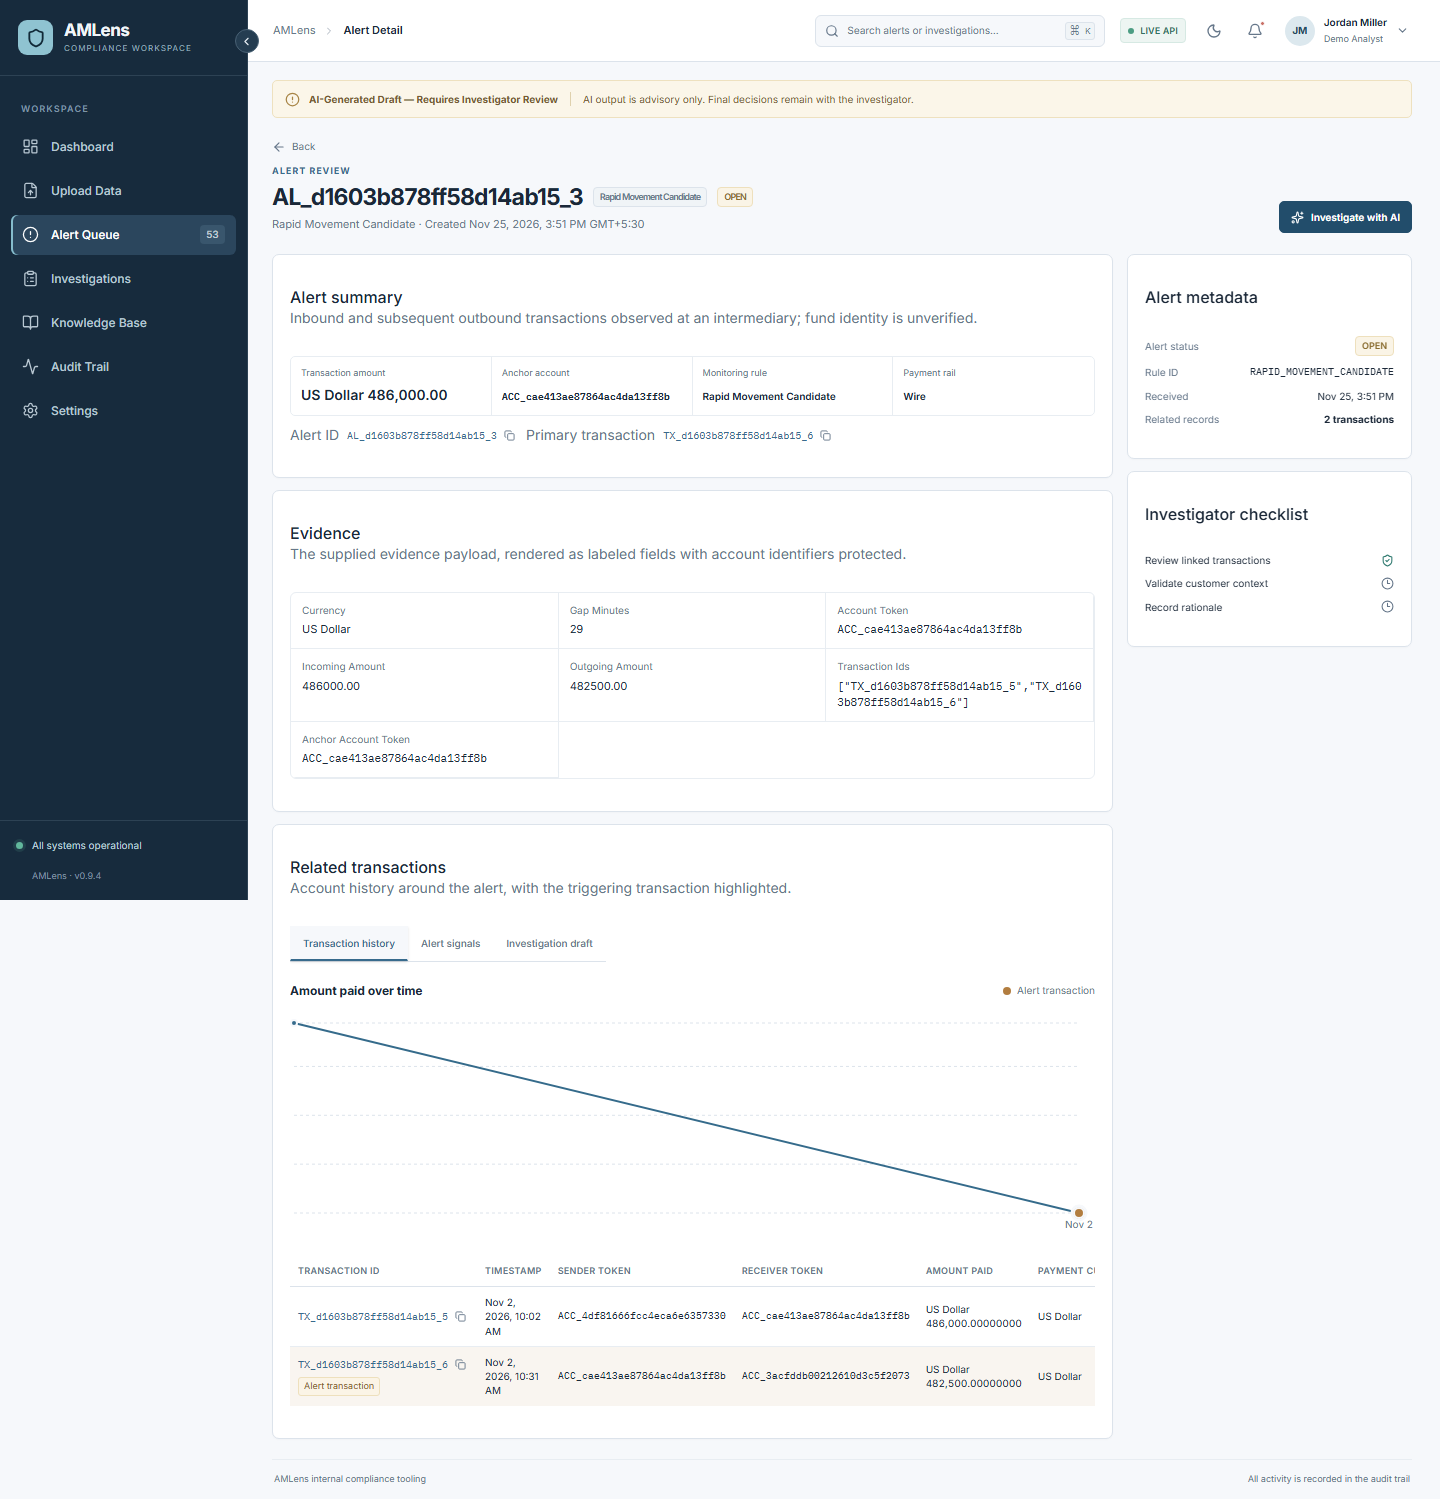 AMLens
COMPLIANCE WORKSPACE
WORKSPACE
Dashboard
Upload Data
Alert Queue 53
Investigations
Knowledge Base
Audit Trail
Settings
All systems operational
AMLens · v0.9.4
AMLens > Alert Detail
Search alerts or investigations... ⌘ K
LIVE API
JM
Jordan Miller
Demo Analyst
AI-Generated Draft — Requires Investigator Review
AI output is advisory only. Final decisions remain with the investigator.
Back
ALERT REVIEW
AL_d1603b878ff58d14ab15_3 Rapid Movement Candidate OPEN
Rapid Movement Candidate · Created Nov 25, 2026, 3:51 PM GMT+5:30
Investigate with AI
Alert summary
Inbound and subsequent outbound transactions observed at an intermediary; fund identity is unverified.
Transaction amount
US Dollar 486,000.00
Anchor account
ACC_cae413ae87864ac4da13ff8b
Monitoring rule
Rapid Movement Candidate
Payment rail
Wire
Alert ID AL_d1603b878ff58d14ab15_3 Primary transaction TX_d1603b878ff58d14ab15_6
Alert metadata
Alert status OPEN
Rule ID RAPID_MOVEMENT_CANDIDATE
Received Nov 25, 3:51 PM
Related records 2 transactions
Investigator checklist
Review linked transactions
Validate customer context
Record rationale
Evidence
The supplied evidence payload, rendered as labeled fields with account identifiers protected.
Currency
US Dollar
Gap Minutes
29
Account Token
ACC_cae413ae87864ac4da13ff8b
Incoming Amount
486000.00
Outgoing Amount
482500.00
Transaction Ids
["TX_d1603b878ff58d14ab15_5","TX_d160
3b878ff58d14ab15_6"]
Anchor Account Token
ACC_cae413ae87864ac4da13ff8b
Related transactions
Account history around the alert, with the triggering transaction highlighted.
Transaction history Alert signals Investigation draft
Amount paid over time
Alert transaction
Nov 2
TRANSACTION ID TIMESTAMP SENDER TOKEN RECEIVER TOKEN AMOUNT PAID PAYMENT CU
TX_d1603b878ff58d14ab15_5
Nov 2,
2026, 10:02
AM
ACC_4df81666fcc4eca6e6357330
ACC_cae413ae87864ac4da13ff8b
US Dollar
486,000.00000000
US Dollar
TX_d1603b878ff58d14ab15_6
Alert transaction
Nov 2,
2026, 10:31
AM
ACC_cae413ae87864ac4da13ff8b
ACC_3acfddb00212610d3c5f2073
US Dollar
482,500.00000000
US Dollar
AMLens internal compliance tooling
All activity is recorded in the audit trail